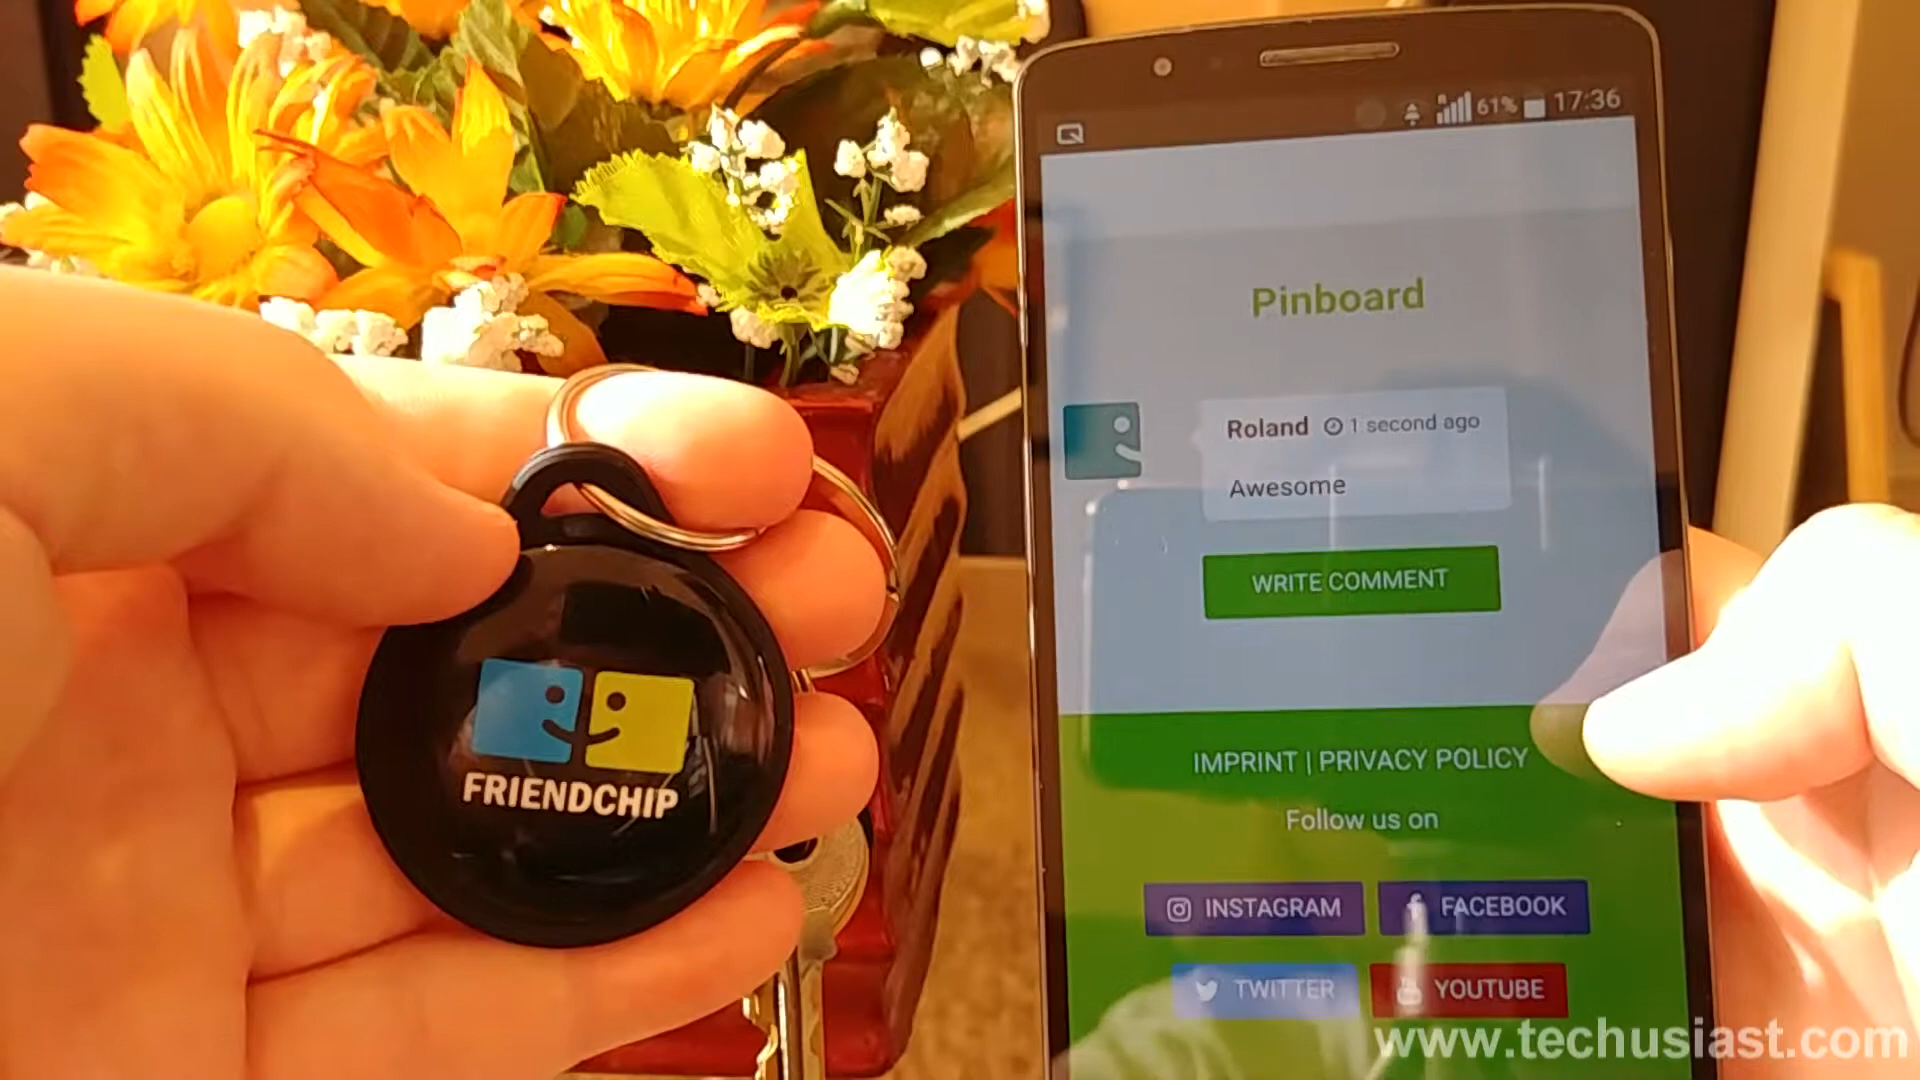 FRIENDCHIP
61% 17:36
Pinboard
Roland 1 second ago
Awesome
WRITE COMMENT
IMPRINT | PRIVACY POLICY
Follow us on
INSTAGRAM
FACEBOOK
TWITTER
YOUTUBE
www.techusiast.com